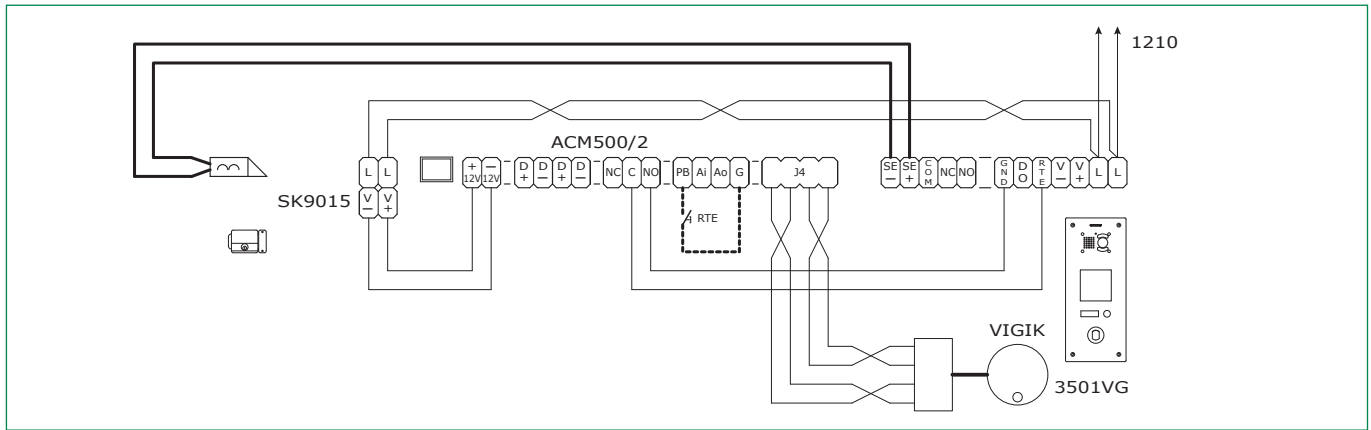 1210
ACM500/2
L L
+ 12V − 12V
D + D − D + D −
NC C NO
PB Ai Ao G
J4
SE − SE + COM NC NO
GND DO RTE V − V + L L
SK9015
V − V +
RTE
VIGIK
3501VG